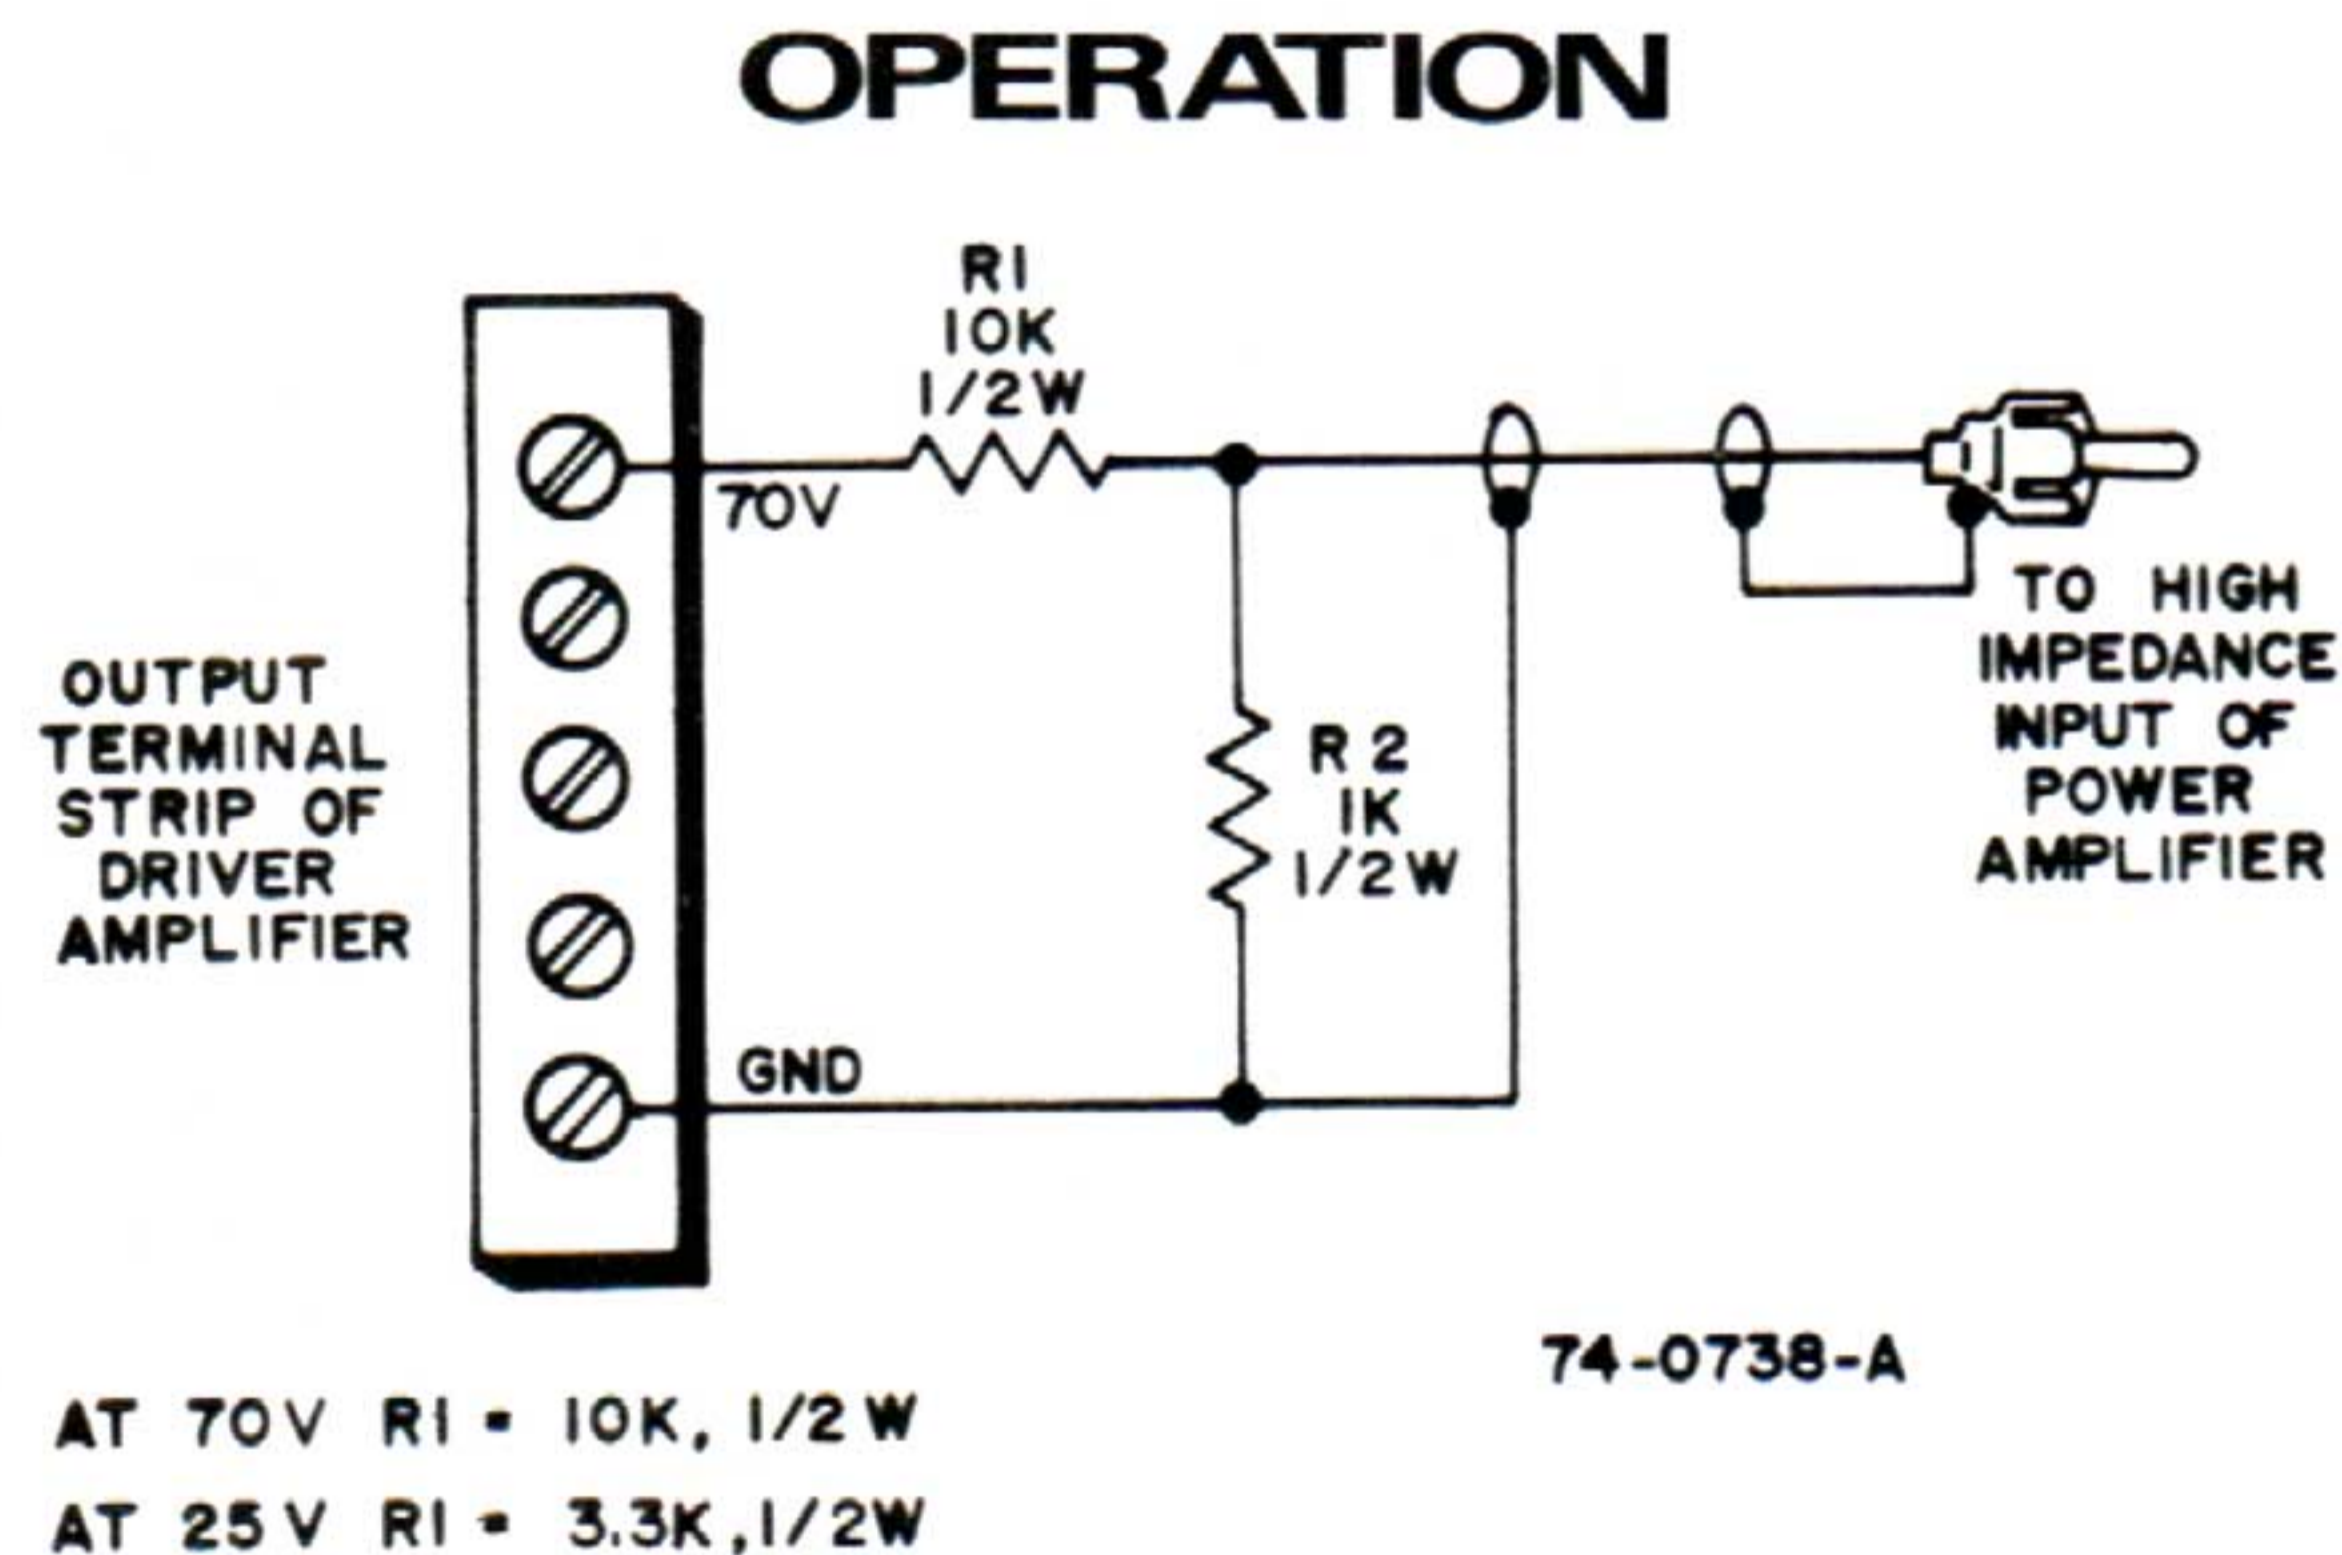 OPERATION
R1
10K
1/2W
70V
OUTPUT
TERMINAL
STRIP OF
DRIVER
AMPLIFIER
R2
1K
1/2W
GND
TO HIGH
IMPEDANCE
INPUT OF
POWER
AMPLIFIER
74-0738-A
AT 70V R1 = 10K, 1/2W
AT 25V R1 = 3.3K, 1/2W